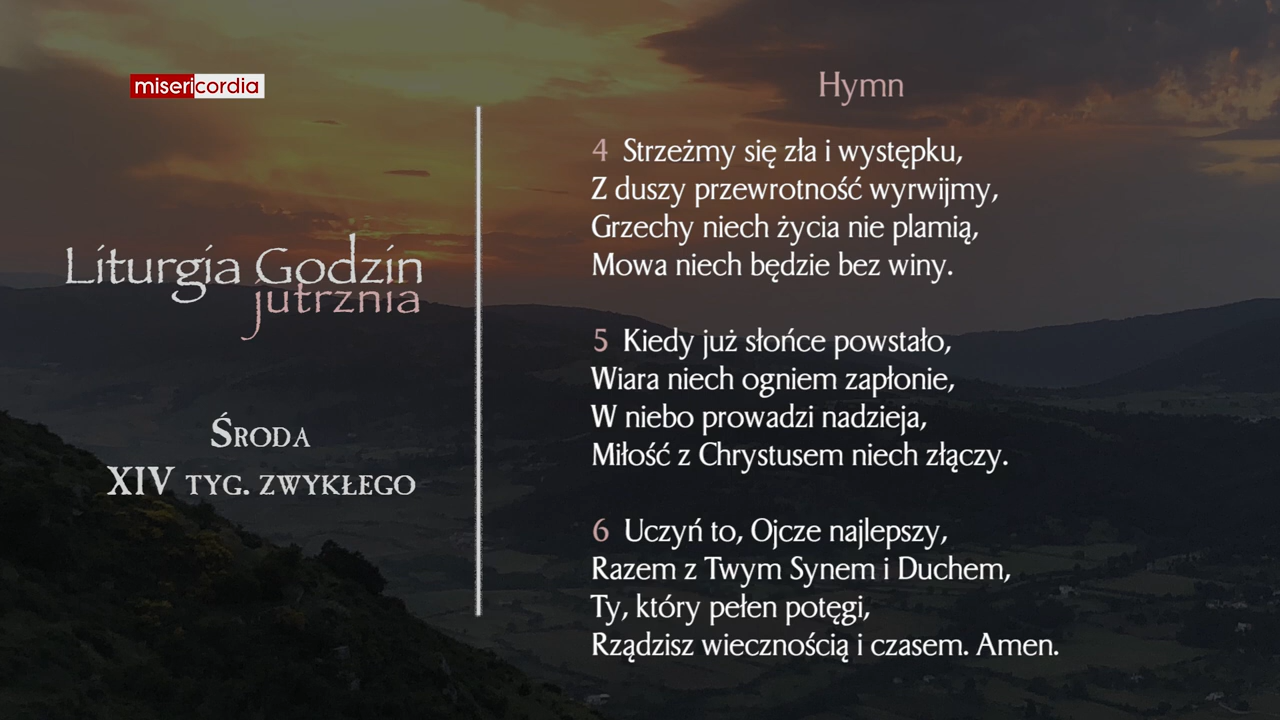 misericordia
Liturgia Godzin
jutrznia
Środa
XIV tyg. zwykłego
Hymn
4 Strzeżmy się zła i występku,
Z duszy przewrotność wyrwijmy,
Grzechy niech życia nie plamią,
Mowa niech będzie bez winy.
5 Kiedy już słońce powstało,
Wiara niech ogniem zapłonie,
W niebo prowadzi nadzieja,
Miłość z Chrystusem niech złączy.
6 Uczyń to, Ojcze najlepszy,
Razem z Twym Synem i Duchem,
Ty, który pełen potęgi,
Rządzisz wiecznością i czasem. Amen.